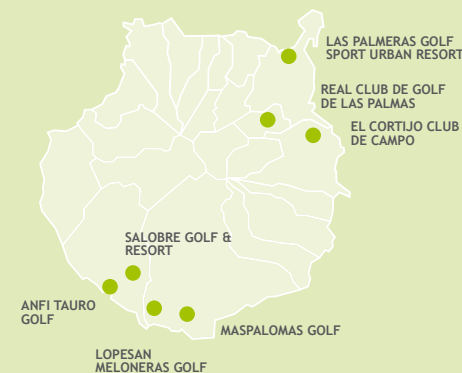 LAS PALMERAS GOLF
SPORT URBAN RESORT
REAL CLUB DE GOLF
DE LAS PALMAS
EL CORTIJO CLUB
DE CAMPO
SALOBRE GOLF &
RESORT
ANFI TAURO
GOLF
MASPALOMAS GOLF
LOPESAN
MELONERAS GOLF